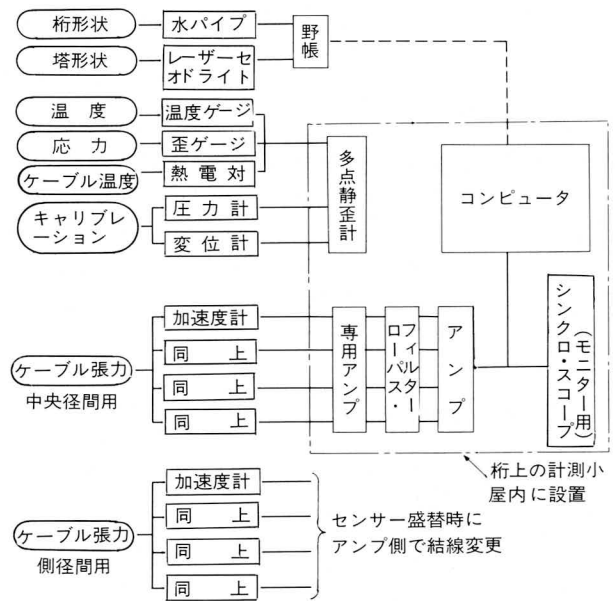 桁形状
水パイプ
野帳
塔形状
レーザーセ
オドライト
温度
温度ゲージ
応力
歪ゲージ
ケーブル温度
熱電対
キャリブレ
ーション
圧力計
変位計
多点静歪計
コンピュータ
加速度計
同上
同上
同上
ケーブル張力
中央径間用
専用アンプ
ローパス・
フィルター
アンプ
シンクロ・スコープ
(モニター用)
桁上の計測小
屋内に設置
加速度計
同上
同上
同上
ケーブル張力
側径間用
センサー盛替時に
アンプ側で結線変更